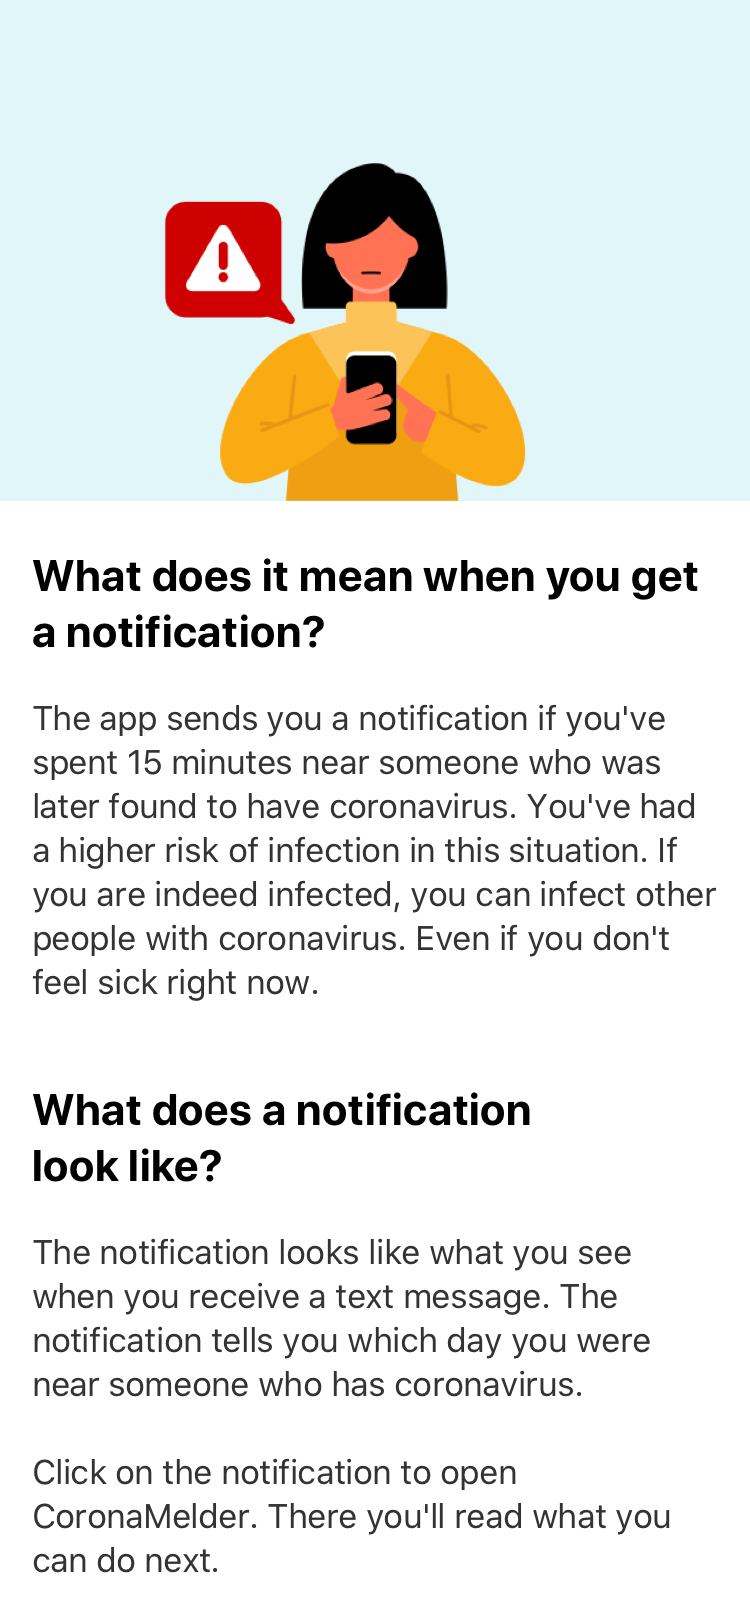 What does it mean when you get
a notification?
The app sends you a notification if you've
spent 15 minutes near someone who was
later found to have coronavirus. You've had
a higher risk of infection in this situation. If
you are indeed infected, you can infect other
people with coronavirus. Even if you don't
feel sick right now.
What does a notification
look like?
The notification looks like what you see
when you receive a text message. The
notification tells you which day you were
near someone who has coronavirus.
Click on the notification to open
CoronaMelder. There you'll read what you
can do next.